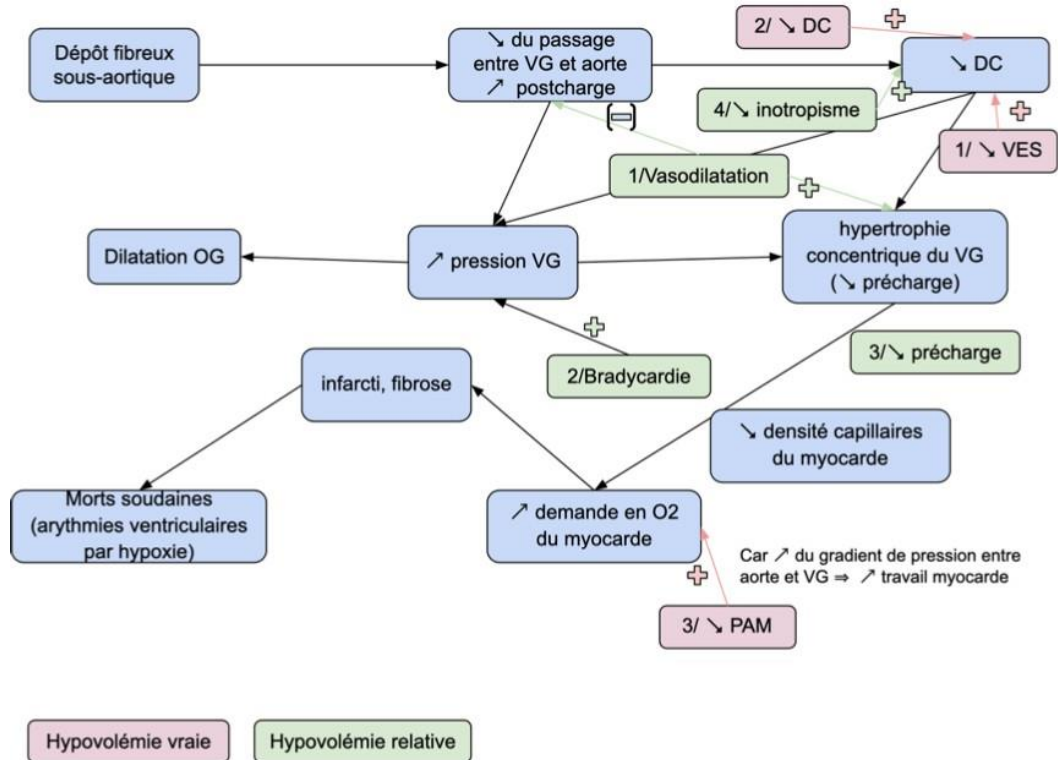 Dépôt fibreux
sous-aortique
↘ du passage
entre VG et aorte
↗ postcharge
2/ ↘ DC
↘ DC
4/↘ inotropisme
1/ ↘ VES
1/Vasodilatation
Dilatation OG
↗ pression VG
hypertrophie
concentrique du VG
(↘ précharge)
2/Bradycardie
3/↘ précharge
infarcti, fibrose
↘ densité capillaires
du myocarde
Morts soudaines
(arythmies ventriculaires
par hypoxie)
↗ demande en O2
du myocarde
Car ↗ du gradient de pression entre
aorte et VG ⇒ ↗ travail myocarde
3/ ↘ PAM
Hypovolémie vraie
Hypovolémie relative